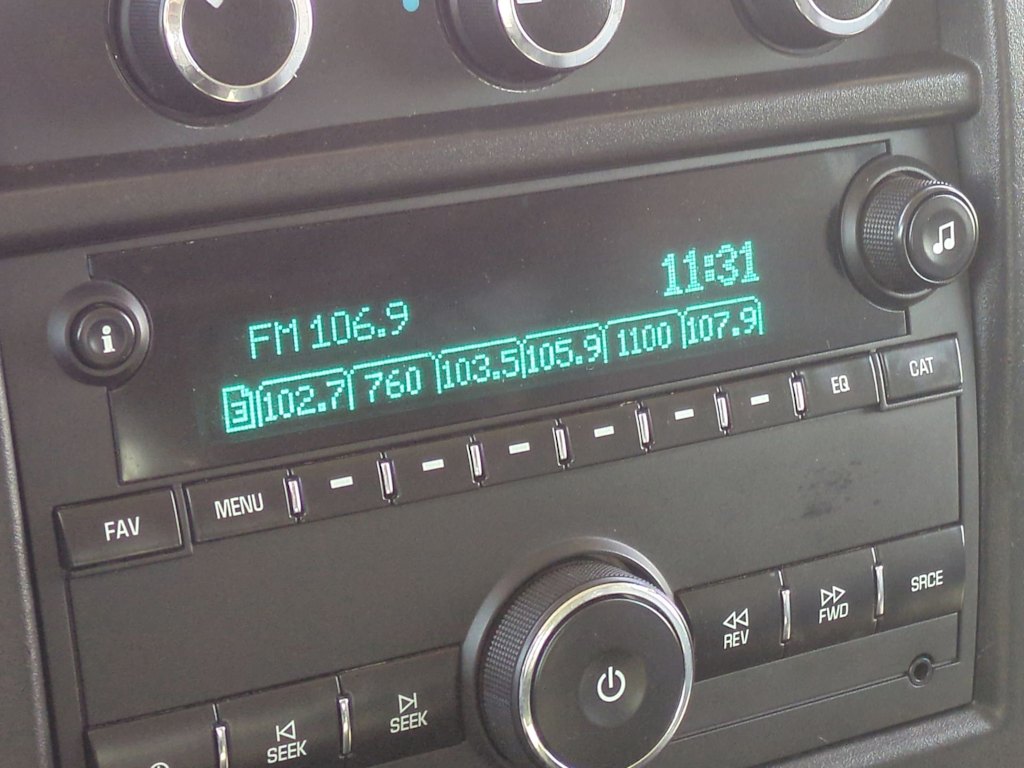 11:31
FM 106.9
3 102.7 760 103.5 105.9 1100 107.9
i
FAV MENU EQ CAT
REV FWD SRCE
SEEK SEEK